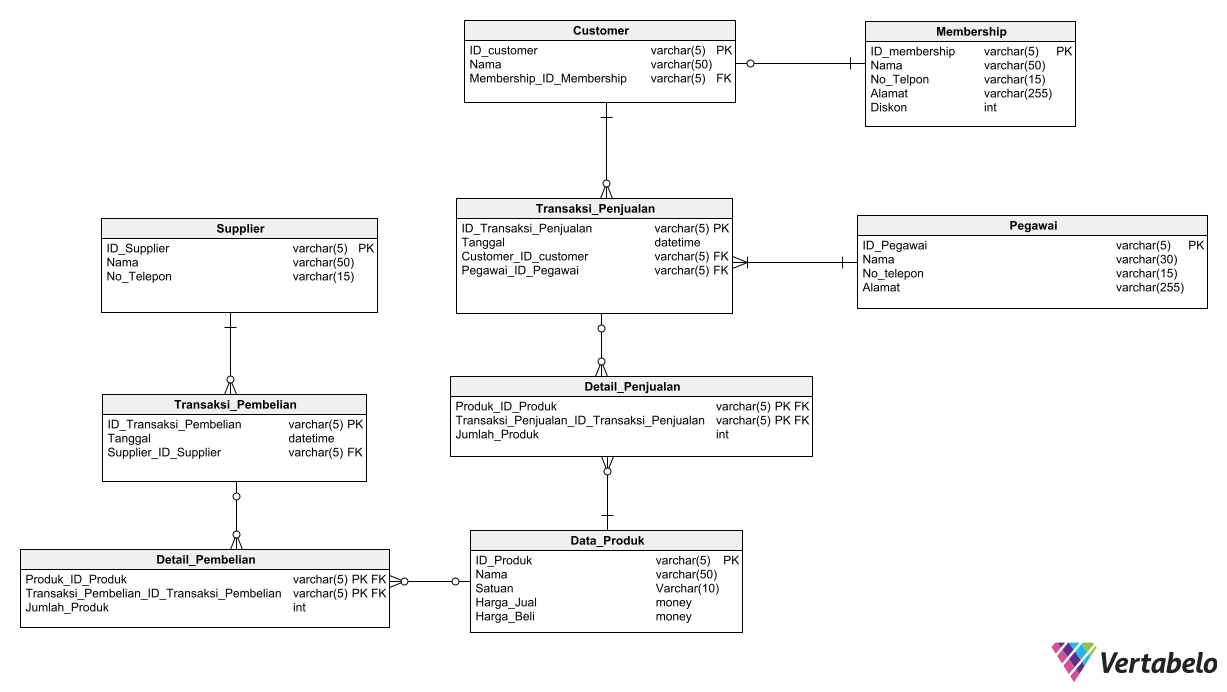 Customer
ID_customer varchar(5) PK
Nama varchar(50)
Membership_ID_Membership varchar(5) FK
Membership
ID_membership varchar(5) PK
Nama varchar(50)
No_Telpon varchar(15)
Alamat varchar(255)
Diskon int
Transaksi_Penjualan
ID_Transaksi_Penjualan varchar(5) PK
Tanggal datetime
Customer_ID_customer varchar(5) FK
Pegawai_ID_Pegawai varchar(5) FK
Supplier
ID_Supplier varchar(5) PK
Nama varchar(50)
No_Telepon varchar(15)
Pegawai
ID_Pegawai varchar(5) PK
Nama varchar(30)
No_telepon varchar(15)
Alamat varchar(255)
Detail_Penjualan
Produk_ID_Produk varchar(5) PK FK
Transaksi_Penjualan_ID_Transaksi_Penjualan varchar(5) PK FK
Jumlah_Produk int
Transaksi_Pembelian
ID_Transaksi_Pembelian varchar(5) PK
Tanggal datetime
Supplier_ID_Supplier varchar(5) FK
Data_Produk
ID_Produk varchar(5) PK
Nama varchar(50)
Satuan Varchar(10)
Harga_Jual money
Harga_Beli money
Detail_Pembelian
Produk_ID_Produk varchar(5) PK FK
Transaksi_Pembelian_ID_Transaksi_Pembelian varchar(5) PK FK
Jumlah_Produk int
Vertabelo